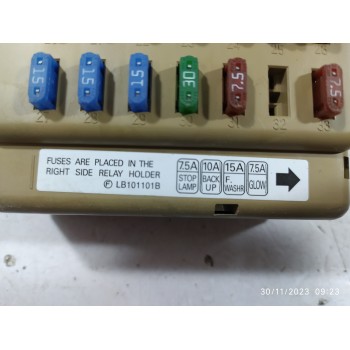 15 15 15 30 7.5 7.5
FUSES ARE PLACED IN THE
RIGHT SIDE RELAY HOLDER
F LB101101B
7.5A 10A 15A 7.5A
STOP LAMP BACK UP F. WASHR GLOW
30/11/2023 09:23